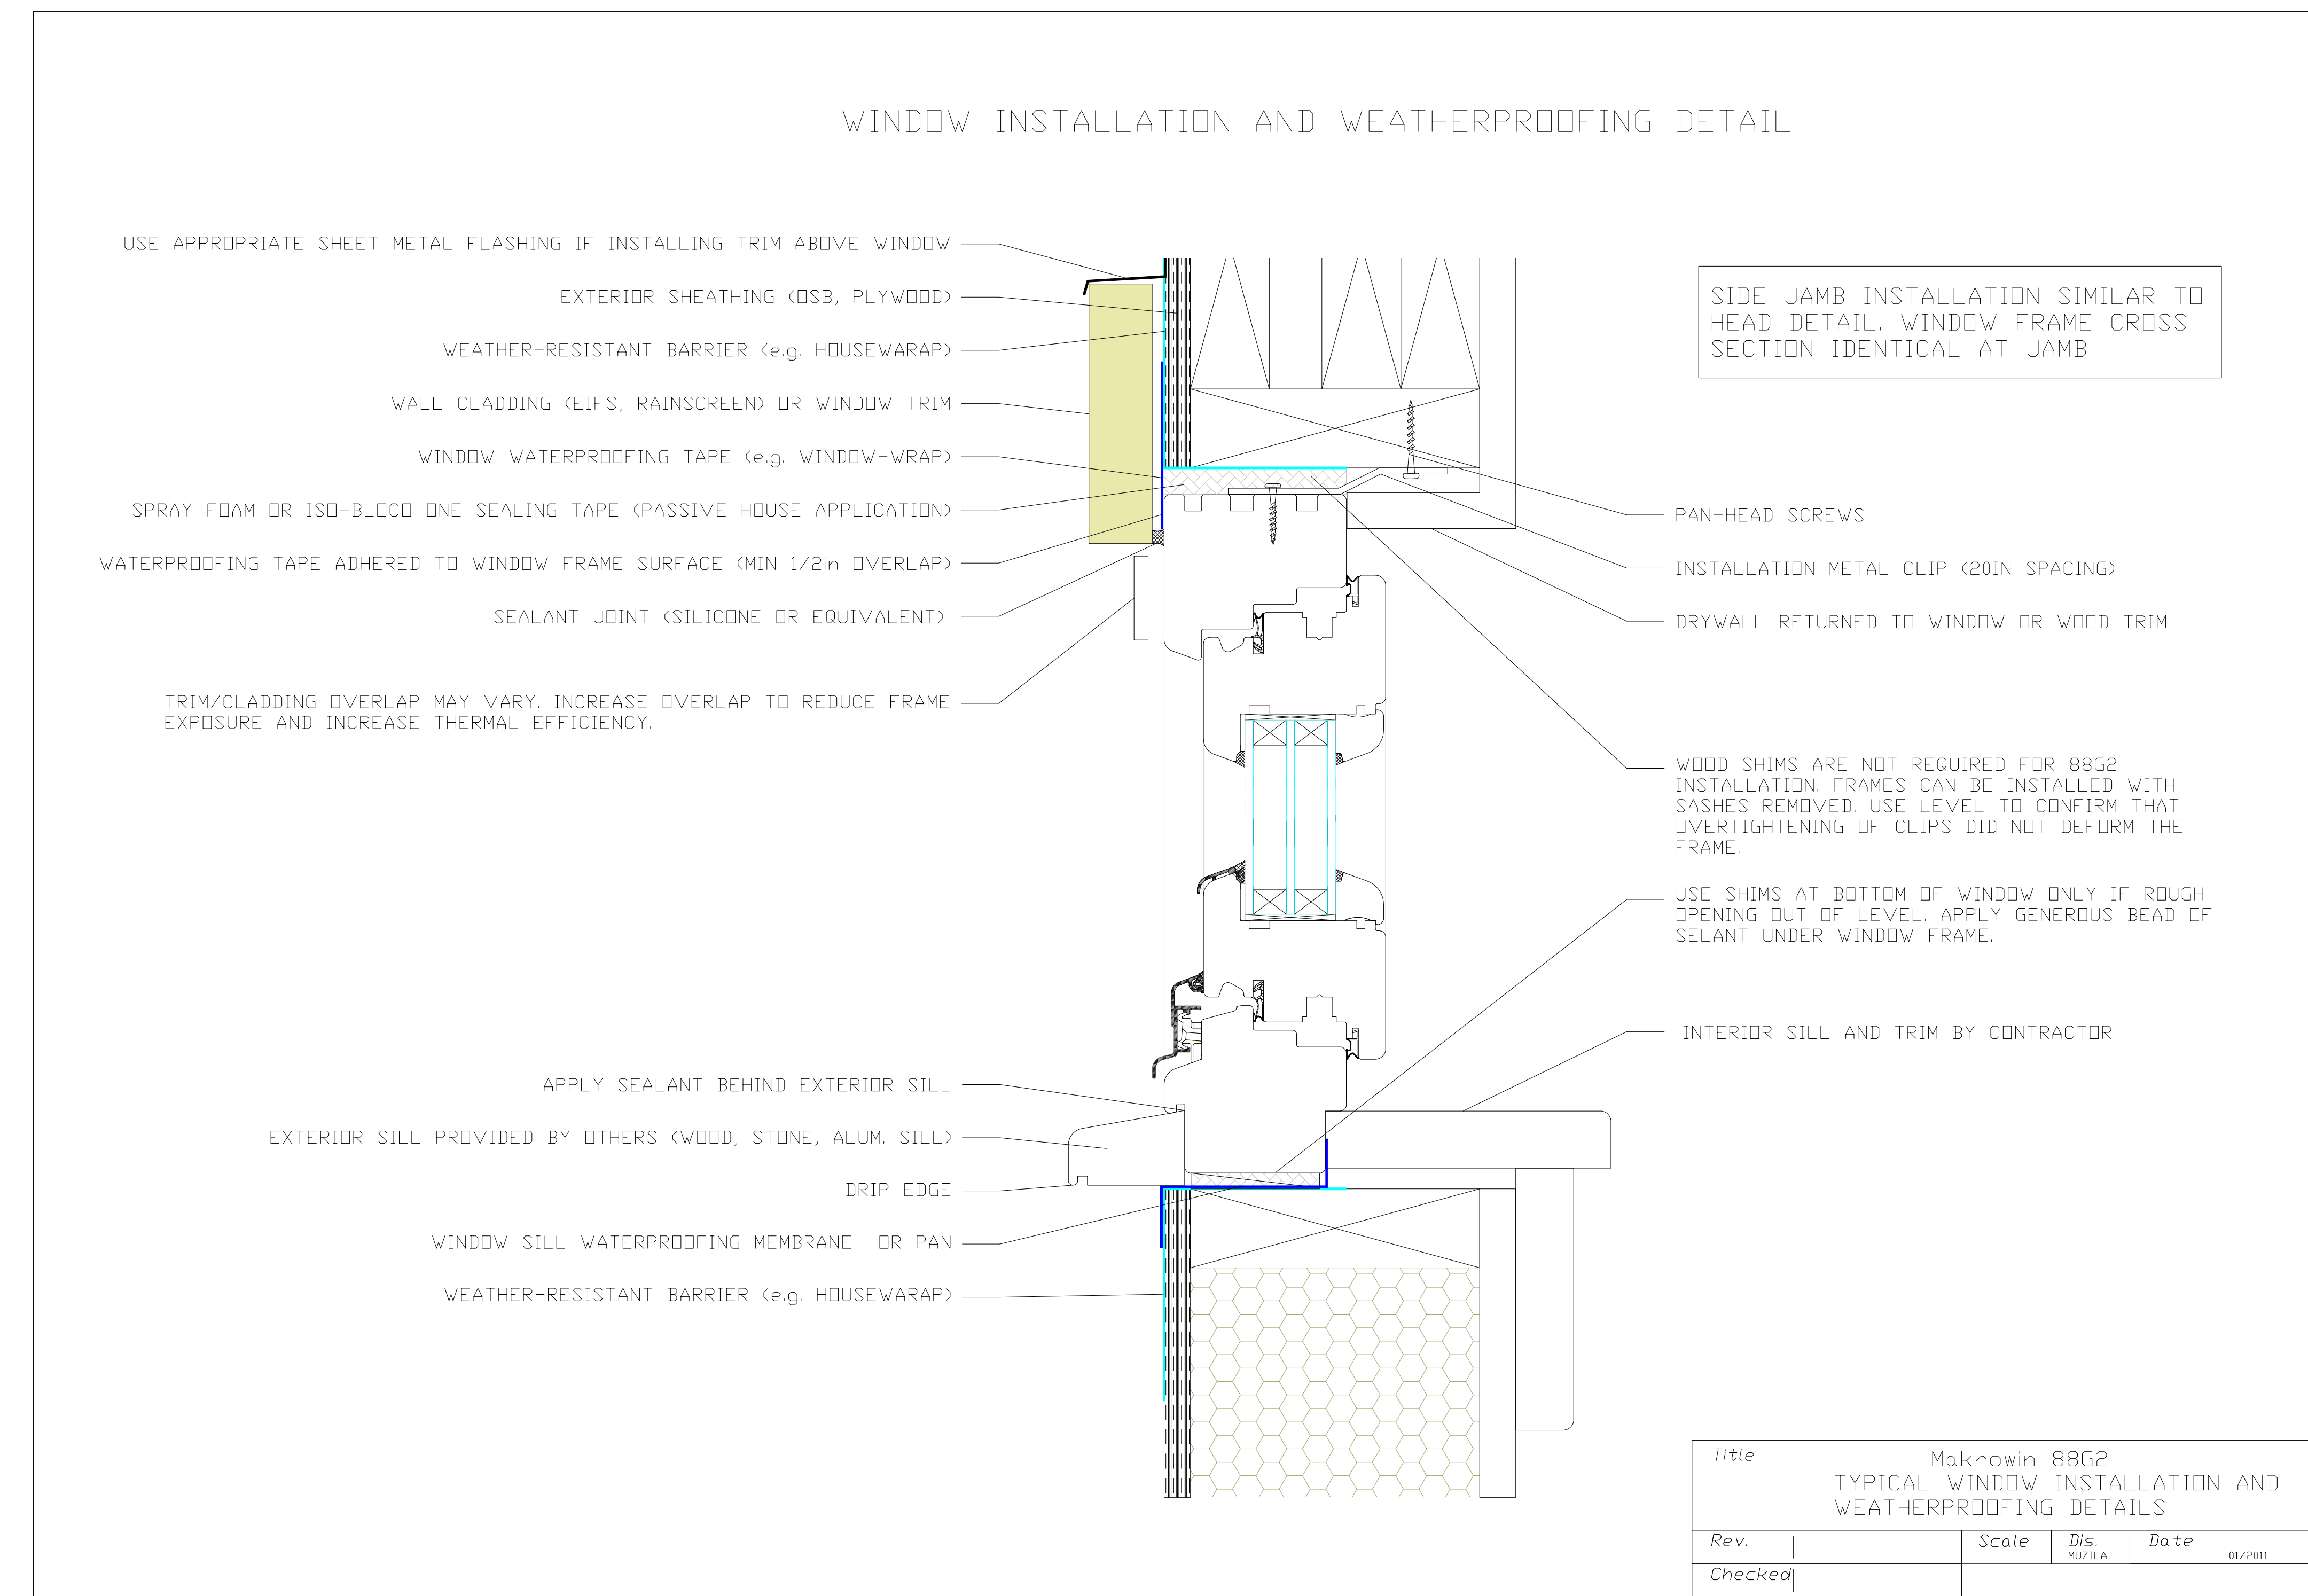 WINDOW INSTALLATION AND WEATHERPROOFING DETAIL
USE APPROPRIATE SHEET METAL FLASHING IF INSTALLING TRIM ABOVE WINDOW
EXTERIOR SHEATHING (OSB, PLYWOOD)
WEATHER-RESISTANT BARRIER (e.g. HOUSEWARAP)
WALL CLADDING (EIFS, RAINSCREEN) OR WINDOW TRIM
WINDOW WATERPROOFING TAPE (e.g. WINDOW-WRAP)
SPRAY FOAM OR ISO-BLOCO ONE SEALING TAPE (PASSIVE HOUSE APPLICATION)
WATERPROOFING TAPE ADHERED TO WINDOW FRAME SURFACE (MIN 1/2in OVERLAP)
SEALANT JOINT (SILICONE OR EQUIVALENT)
TRIM/CLADDING OVERLAP MAY VARY. INCREASE OVERLAP TO REDUCE FRAME
EXPOSURE AND INCREASE THERMAL EFFICIENCY.
APPLY SEALANT BEHIND EXTERIOR SILL
EXTERIOR SILL PROVIDED BY OTHERS (WOOD, STONE, ALUM. SILL)
DRIP EDGE
WINDOW SILL WATERPROOFING MEMBRANE OR PAN
WEATHER-RESISTANT BARRIER (e.g. HOUSEWARAP)
SIDE JAMB INSTALLATION SIMILAR TO
HEAD DETAIL. WINDOW FRAME CROSS
SECTION IDENTICAL AT JAMB.
PAN-HEAD SCREWS
INSTALLATION METAL CLIP (20IN SPACING)
DRYWALL RETURNED TO WINDOW OR WOOD TRIM
WOOD SHIMS ARE NOT REQUIRED FOR 88G2
INSTALLATION. FRAMES CAN BE INSTALLED WITH
SASHES REMOVED. USE LEVEL TO CONFIRM THAT
OVERTIGHTENING OF CLIPS DID NOT DEFORM THE
FRAME.
USE SHIMS AT BOTTOM OF WINDOW ONLY IF ROUGH
OPENING OUT OF LEVEL. APPLY GENEROUS BEAD OF
SELANT UNDER WINDOW FRAME.
INTERIOR SILL AND TRIM BY CONTRACTOR
Title
Makrowin 88G2
TYPICAL WINDOW INSTALLATION AND
WEATHERPROOFING DETAILS
Rev.
Scale
Dis.
MUZILA
Date
01/2011
Checked